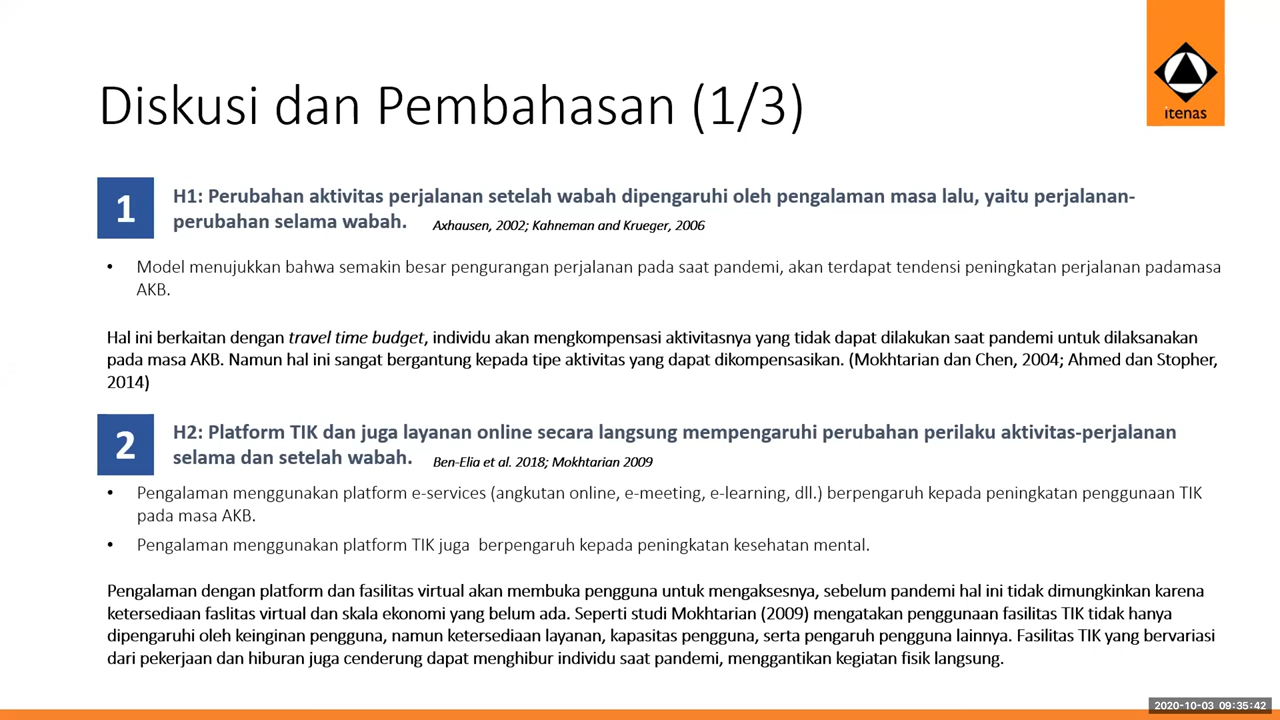 Diskusi dan Pembahasan (1/3)
itenas
1
H1: Perubahan aktivitas perjalanan setelah wabah dipengaruhi oleh pengalaman masa lalu, yaitu perjalanan-
perubahan selama wabah. Axhausen, 2002; Kahneman and Krueger, 2006
• Model menujukkan bahwa semakin besar pengurangan perjalanan pada saat pandemi, akan terdapat tendensi peningkatan perjalanan padamasa
AKB.
Hal ini berkaitan dengan travel time budget, individu akan mengkompensasi aktivitasnya yang tidak dapat dilakukan saat pandemi untuk dilaksanakan
pada masa AKB. Namun hal ini sangat bergantung kepada tipe aktivitas yang dapat dikompensasikan. (Mokhtarian dan Chen, 2004; Ahmed dan Stopher,
2014)
2
H2: Platform TIK dan juga layanan online secara langsung mempengaruhi perubahan perilaku aktivitas-perjalanan
selama dan setelah wabah. Ben-Elia et al. 2018; Mokhtarian 2009
• Pengalaman menggunakan platform e-services (angkutan online, e-meeting, e-learning, dll.) berpengaruh kepada peningkatan penggunaan TIK
pada masa AKB.
• Pengalaman menggunakan platform TIK juga berpengaruh kepada peningkatan kesehatan mental.
Pengalaman dengan platform dan fasilitas virtual akan membuka pengguna untuk mengaksesnya, sebelum pandemi hal ini tidak dimungkinkan karena
ketersediaan faslitas virtual dan skala ekonomi yang belum ada. Seperti studi Mokhtarian (2009) mengatakan penggunaan fasilitas TIK tidak hanya
dipengaruhi oleh keinginan pengguna, namun ketersediaan layanan, kapasitas pengguna, serta pengaruh pengguna lainnya. Fasilitas TIK yang bervariasi
dari pekerjaan dan hiburan juga cenderung dapat menghibur individu saat pandemi, menggantikan kegiatan fisik langsung.
2020-10-03 09:35:42